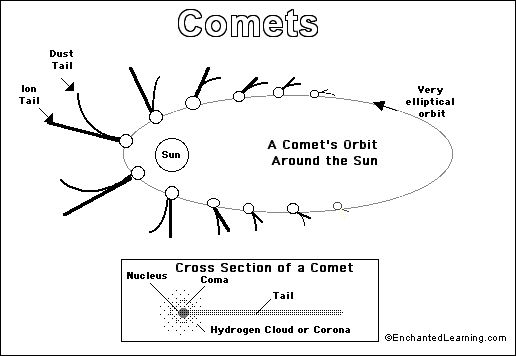 Comets
Dust
Tail
Ion
Tail
Very
elliptical
orbit
Sun
A Comet's Orbit
Around the Sun
Cross Section of a Comet
Nucleus
Coma
Tail
Hydrogen Cloud or Corona
©EnchantedLearning.com